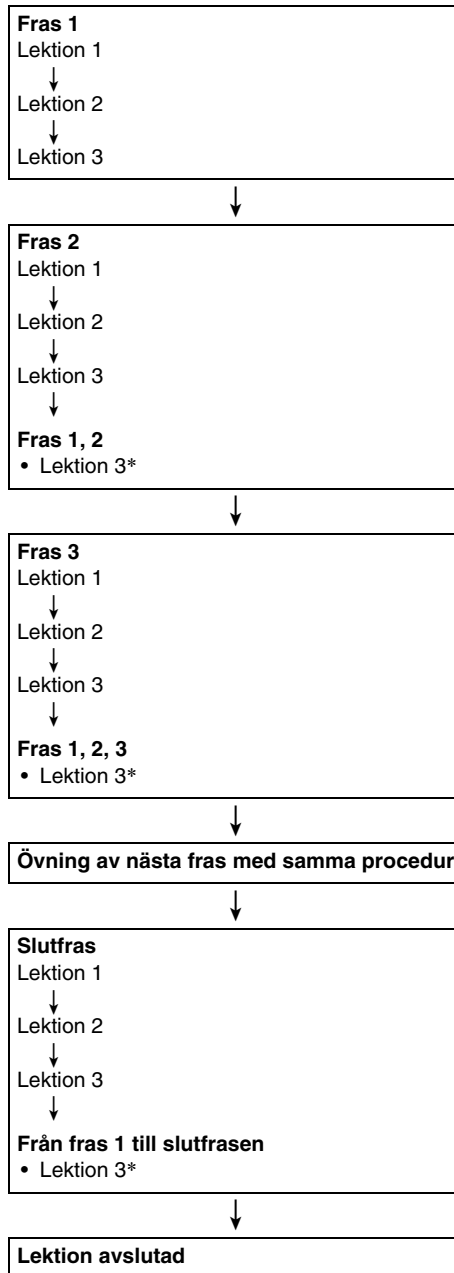 Fras 1
Lektion 1
Lektion 2
Lektion 3
Fras 2
Lektion 1
Lektion 2
Lektion 3
Fras 1, 2
• Lektion 3*
Fras 3
Lektion 1
Lektion 2
Lektion 3
Fras 1, 2, 3
• Lektion 3*
Övning av nästa fras med samma procedur
Slutfras
Lektion 1
Lektion 2
Lektion 3
Från fras 1 till slutfrasen
• Lektion 3*
Lektion avslutad